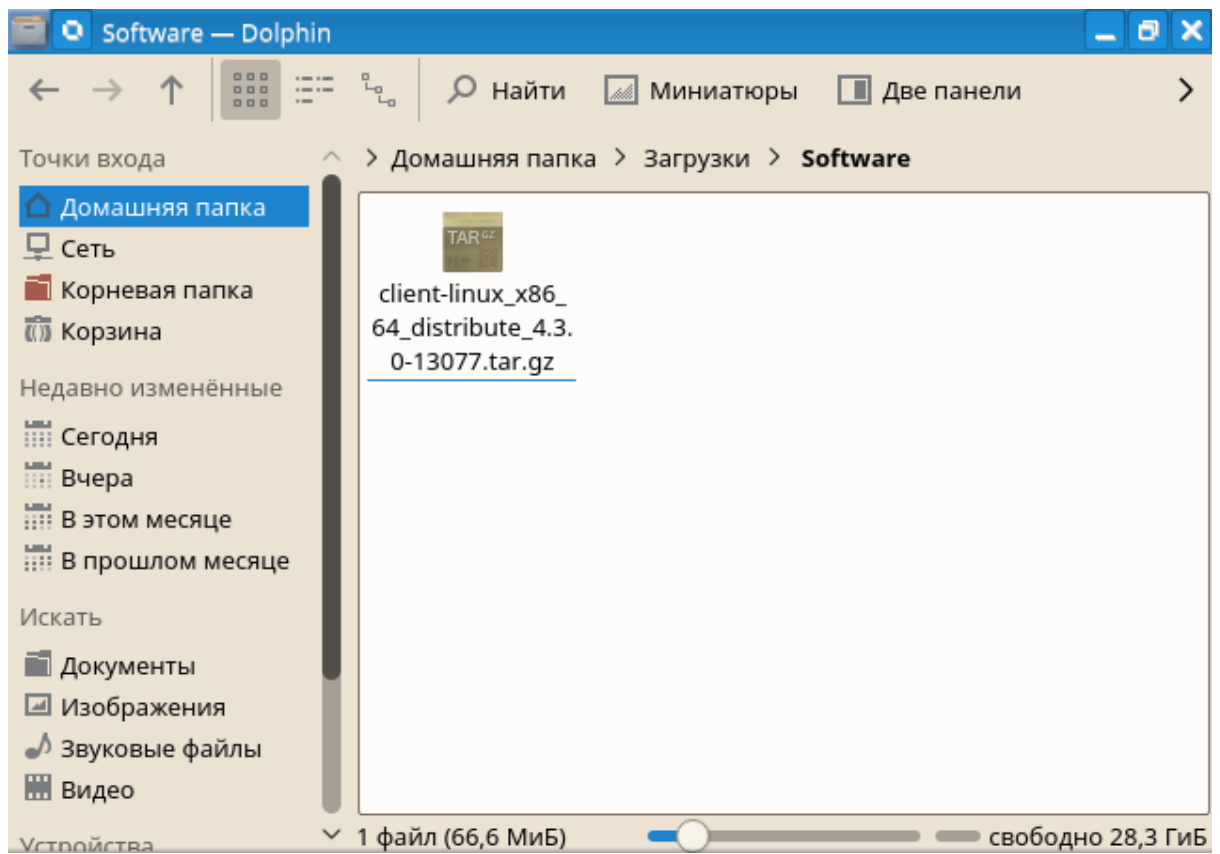 Software — Dolphin
Найти Миниатюры Две панели
Точки входа
Домашняя папка
Сеть
Корневая папка
Корзина
Недавно изменённые
Сегодня
Вчера
В этом месяце
В прошлом месяце
Искать
Документы
Изображения
Звуковые файлы
Видео
Устройства
> Домашняя папка > Загрузки > Software
TAR GZ
client-linux_x86_
64_distribute_4.3.
0-13077.tar.gz
1 файл (66,6 МиБ)
свободно 28,3 ГиБ